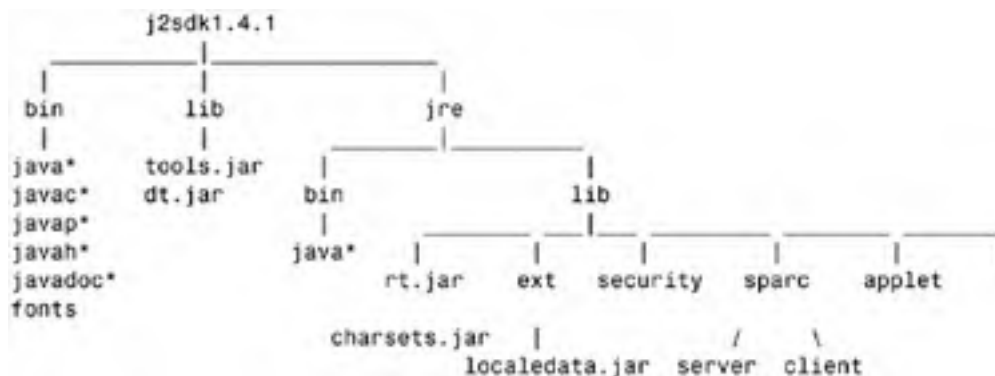 j2sdk1.4.1
bin lib jre
java* tools.jar
javac* dt.jar bin lib
javap*
javah* java*
javadoc* rt.jar ext security sparc applet
fonts
charsets.jar
localedata.jar server client